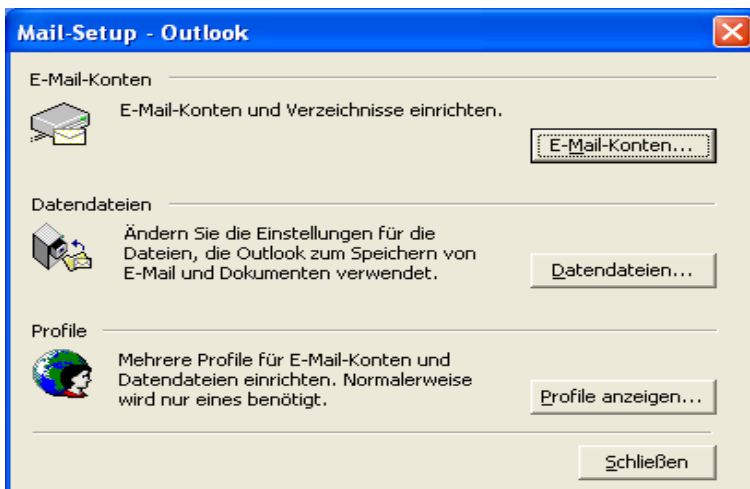 Mail-Setup - Outlook
E-Mail-Konten
E-Mail-Konten und Verzeichnisse einrichten.
E-Mail-Konten...
Datendateien
Ändern Sie die Einstellungen für die
Dateien, die Outlook zum Speichern von
E-Mail und Dokumenten verwendet.
Datendateien...
Profile
Mehrere Profile für E-Mail-Konten und
Datendateien einrichten. Normalerweise
wird nur eines benötigt.
Profile anzeigen...
Schließen